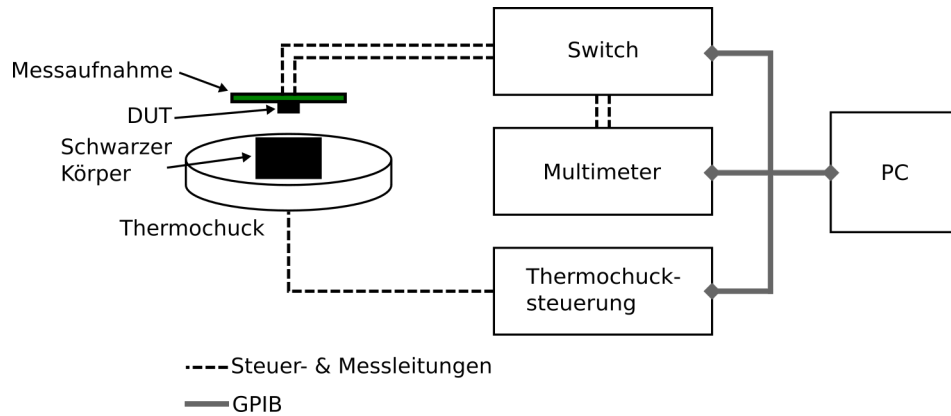 Messaufnahme
DUT
Schwarzer
Körper
Thermochuck
Switch
Multimeter
Thermochuck-
steuerung
PC
Steuer- & Messleitungen
GPIB